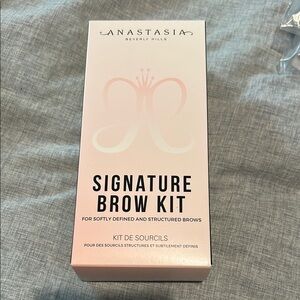 ANASTASIA
BEVERLY HILLS
SIGNATURE
BROW KIT
FOR SOFTLY DEFINED AND STRUCTURED BROWS
KIT DE SOURCILS
POUR DES SOURCILS STRUCTURÉS ET SUBTILEMENT DÉFINIS